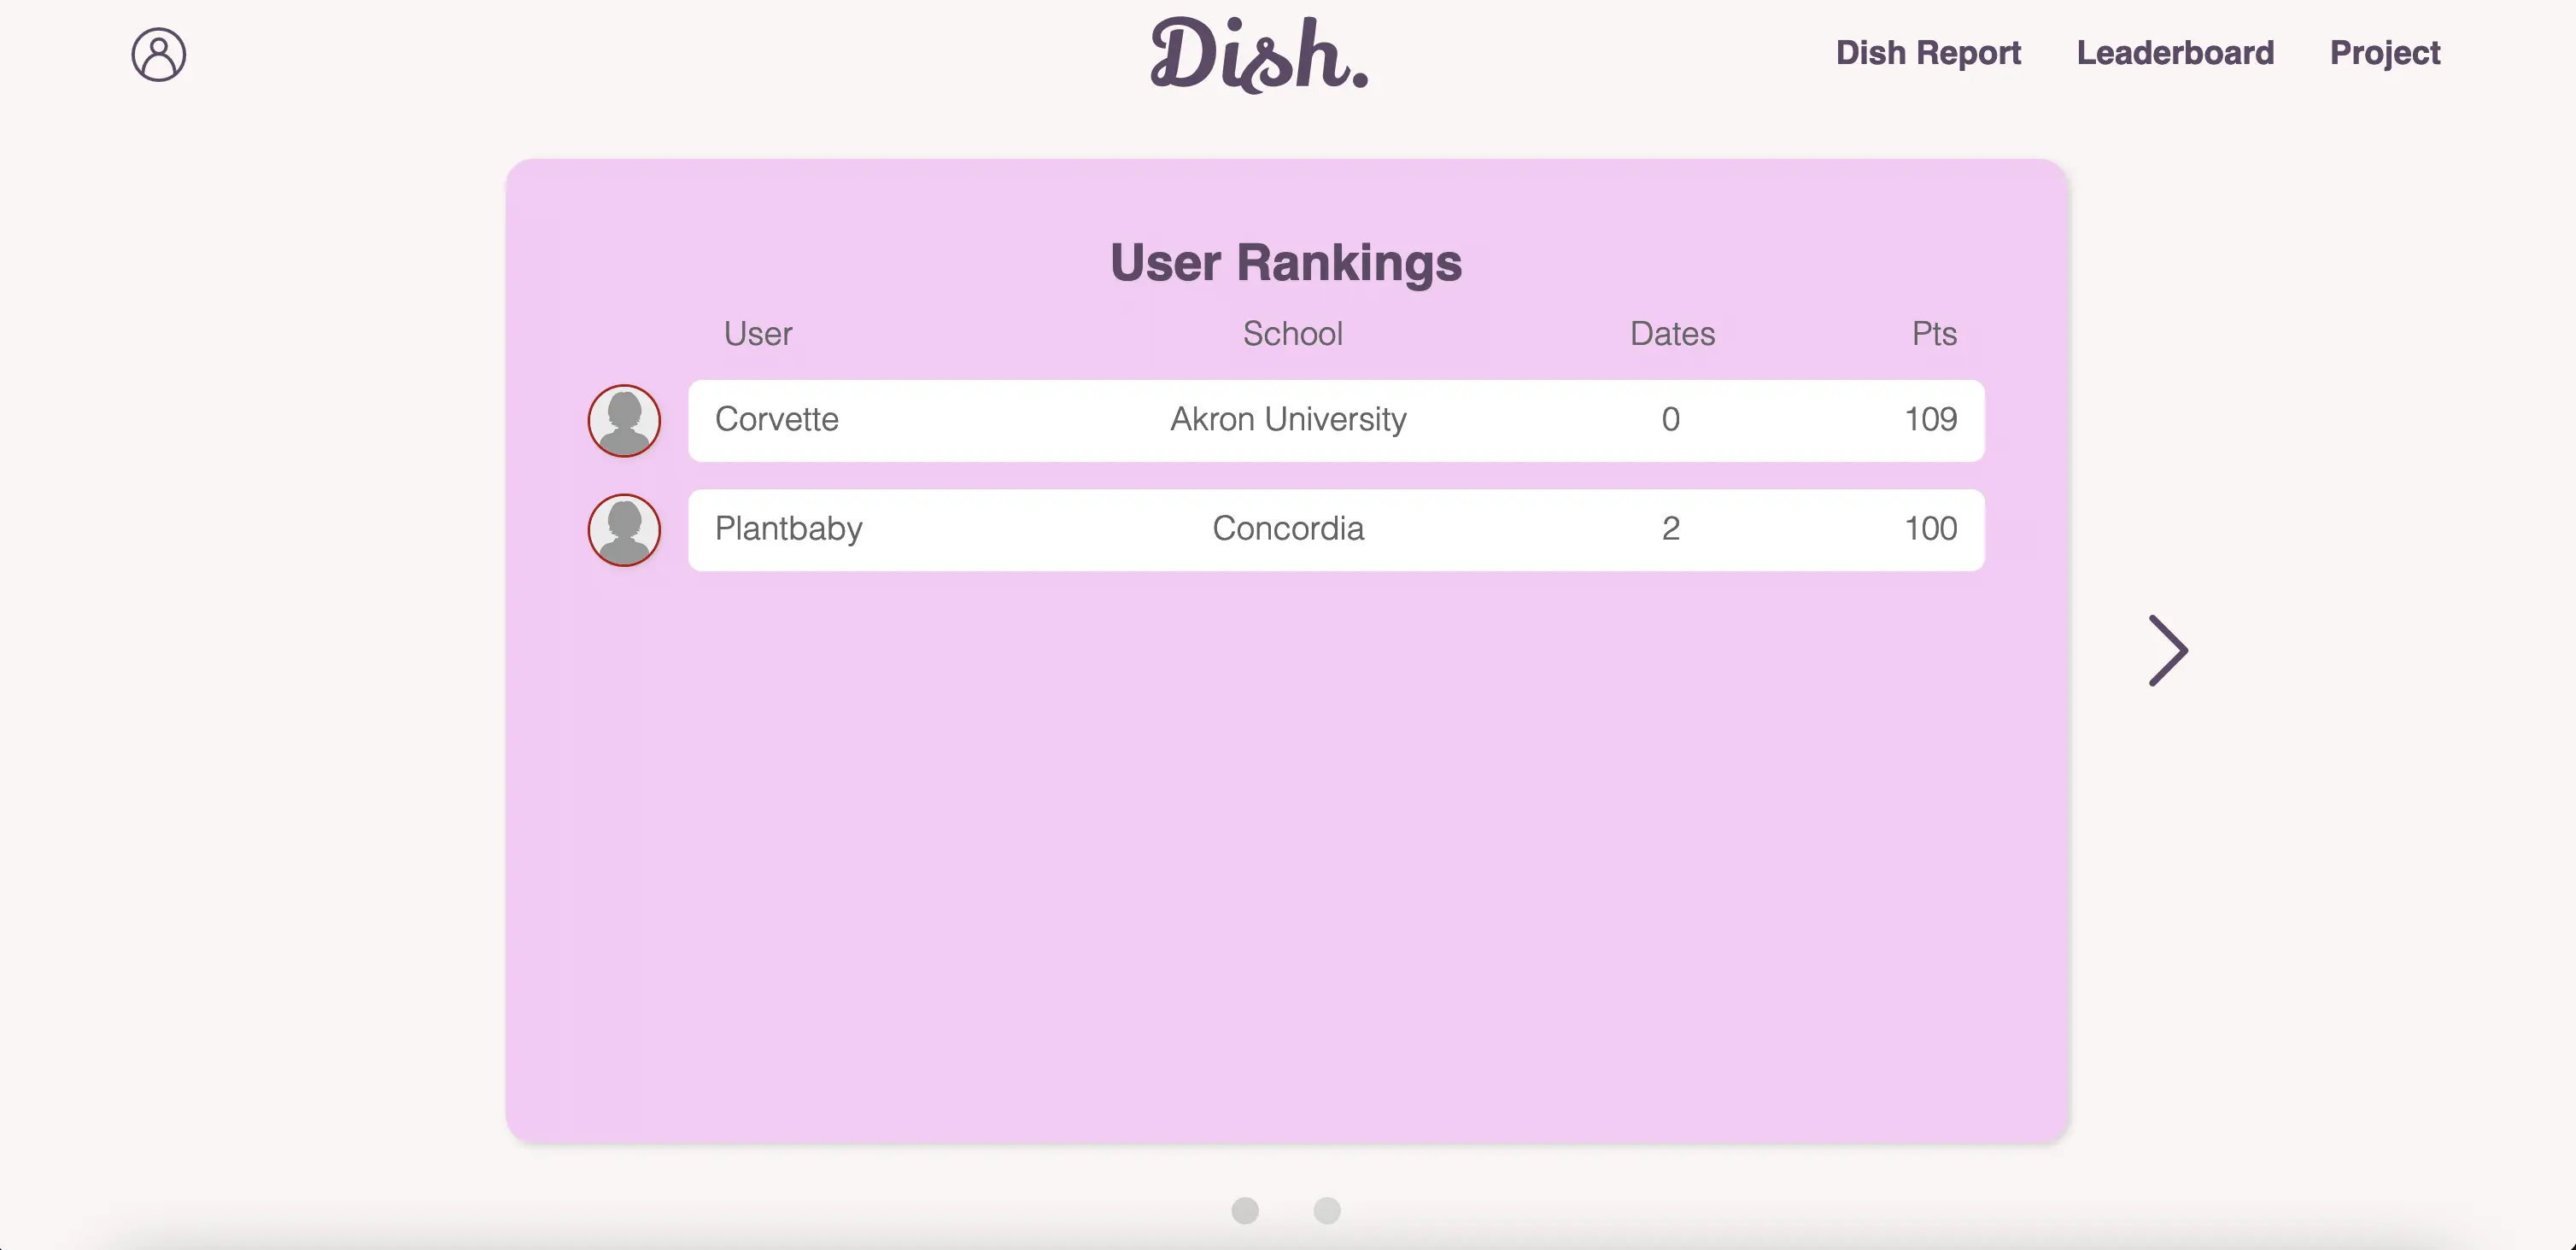 Dish.
Dish Report Leaderboard Project
User Rankings
User School Dates Pts
Corvette Akron University 0 109
Plantbaby Concordia 2 100